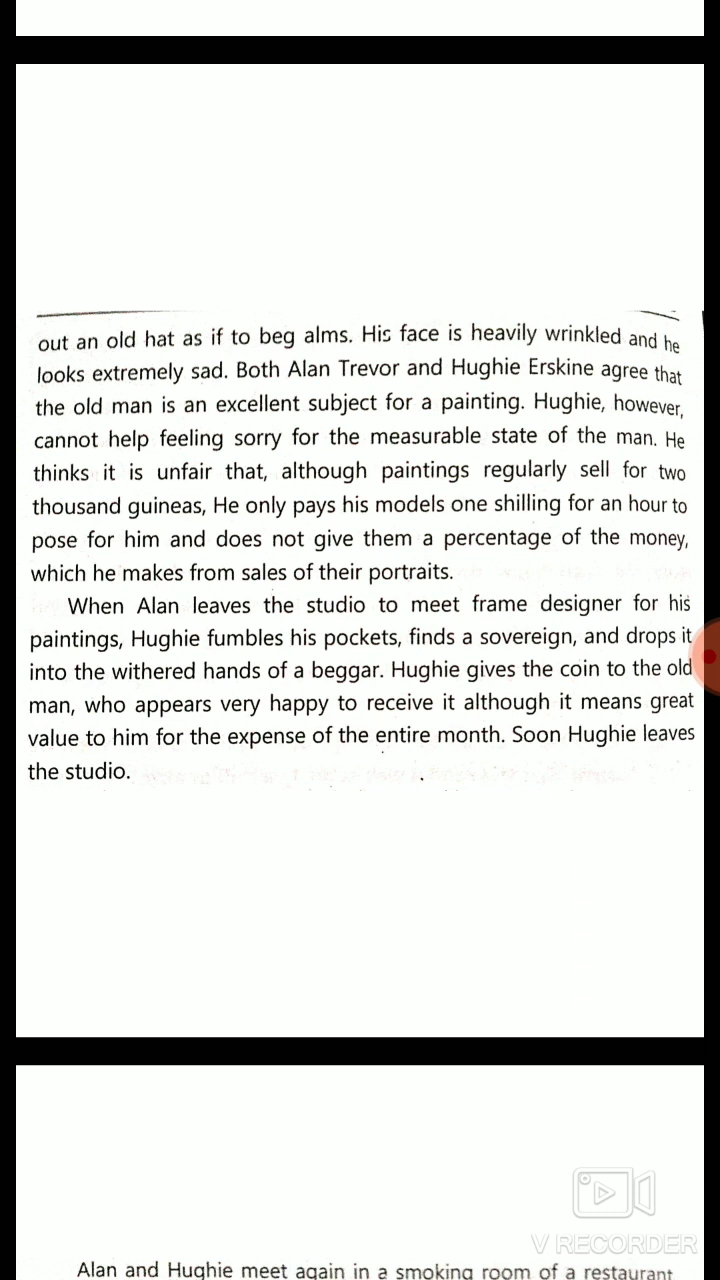 out an old hat as if to beg alms. His face is heavily wrinkled and he
looks extremely sad. Both Alan Trevor and Hughie Erskine agree that
the old man is an excellent subject for a painting. Hughie, however,
cannot help feeling sorry for the measurable state of the man. He
thinks it is unfair that, although paintings regularly sell for two
thousand guineas, He only pays his models one shilling for an hour to
pose for him and does not give them a percentage of the money,
which he makes from sales of their portraits.
When Alan leaves the studio to meet frame designer for his
paintings, Hughie fumbles his pockets, finds a sovereign, and drops it
into the withered hands of a beggar. Hughie gives the coin to the old
man, who appears very happy to receive it although it means great
value to him for the expense of the entire month. Soon Hughie leaves
the studio.
V RECORDER
Alan and Hughie meet again in a smoking room of a restaurant